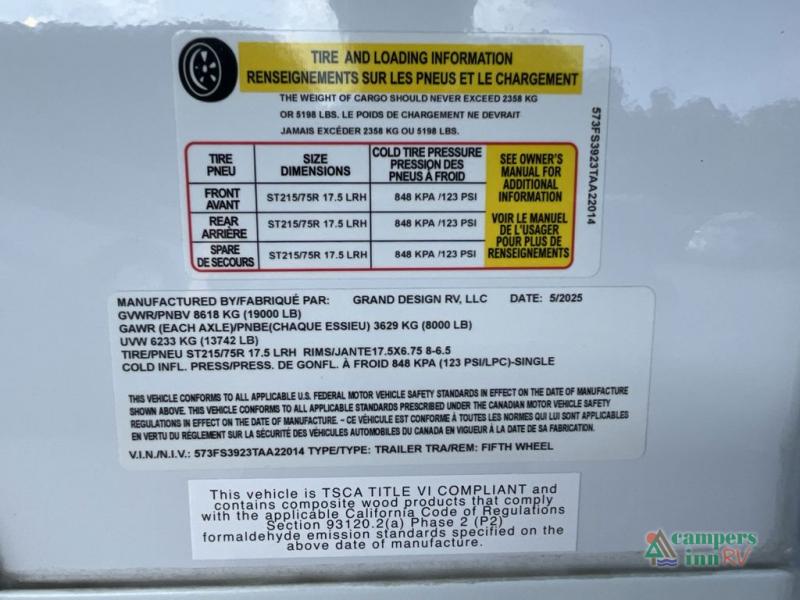 TIRE AND LOADING INFORMATION
RENSEIGNEMENTS SUR LES PNEUS ET LE CHARGEMENT
THE WEIGHT OF CARGO SHOULD NEVER EXCEED 2358 KG
OR 5198 LBS. LE POIDS DE CHARGEMENT NE DEVRAIT
JAMAIS EXCÉDER 2358 KG OU 5198 LBS.
TIRE
PNEU
SIZE
DIMENSIONS
COLD TIRE PRESSURE
PRESSION DES
PNEUS À FROID
FRONT
AVANT
ST215/75R 17.5 LRH
848 KPA /123 PSI
REAR
ARRIÈRE
ST215/75R 17.5 LRH
848 KPA /123 PSI
SPARE
DE SECOURS
ST215/75R 17.5 LRH
848 KPA /123 PSI
SEE OWNER'S
MANUAL FOR
ADDITIONAL
INFORMATION
VOIR LE MANUEL
DE L'USAGER
POUR PLUS DE
RENSEIGNEMENTS
573FS3923TAA22014
MANUFACTURED BY/FABRIQUÉ PAR: GRAND DESIGN RV, LLC DATE: 5/2025
GVWR/PNBV 8618 KG (19000 LB)
GAWR (EACH AXLE)/PNBE(CHAQUE ESSIEU) 3629 KG (8000 LB)
UVW 6233 KG (13742 LB)
TIRE/PNEU ST215/75R 17.5 LRH RIMS/JANTE17.5X6.75 8-6.5
COLD INFL. PRESS/PRESS. DE GONFL. À FROID 848 KPA (123 PSI/LPC)-SINGLE
THIS VEHICLE CONFORMS TO ALL APPLICABLE U.S. FEDERAL MOTOR VEHICLE SAFETY STANDARDS IN EFFECT ON THE DATE OF MANUFACTURE
SHOWN ABOVE. THIS VEHICLE CONFORMS TO ALL APPLICABLE STANDARDS PRESCRIBED UNDER THE CANADIAN MOTOR VEHICLE SAFETY
REGULATIONS IN EFFECT ON THE DATE OF MANUFACTURE. – CE VÉHICULE EST CONFORME À TOUTES LES NORMES QUI LUI SONT APPLICABLES
EN VERTU DU RÉGLEMENT SUR LA SÉCURITÉ DES VÉHICULES AUTOMOBILES DU CANADA EN VIGUEUR À LA DATE DE SA FABRICATION.
V.I.N./N.I.V.: 573FS3923TAA22014 TYPE/TYPE: TRAILER TRA/REM: FIFTH WHEEL
This vehicle is TSCA TITLE VI COMPLIANT and
contains composite wood products that comply
with the applicable California Code of Regulations
Section 93120.2(a) Phase 2 (P2)
formaldehyde emission standards specified on the
above date of manufacture.
campers
inn RV